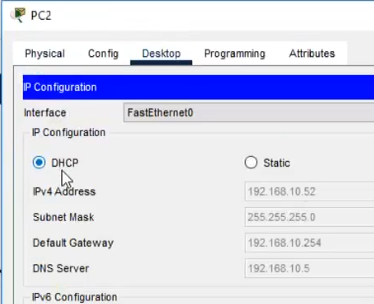 PC2
Physical Config Desktop Programming Attributes
IP Configuration
Interface FastEthernet0
IP Configuration
DHCP Static
IPv4 Address 192.168.10.52
Subnet Mask 255.255.255.0
Default Gateway 192.168.10.254
DNS Server 192.168.10.5
IPv6 Configuration